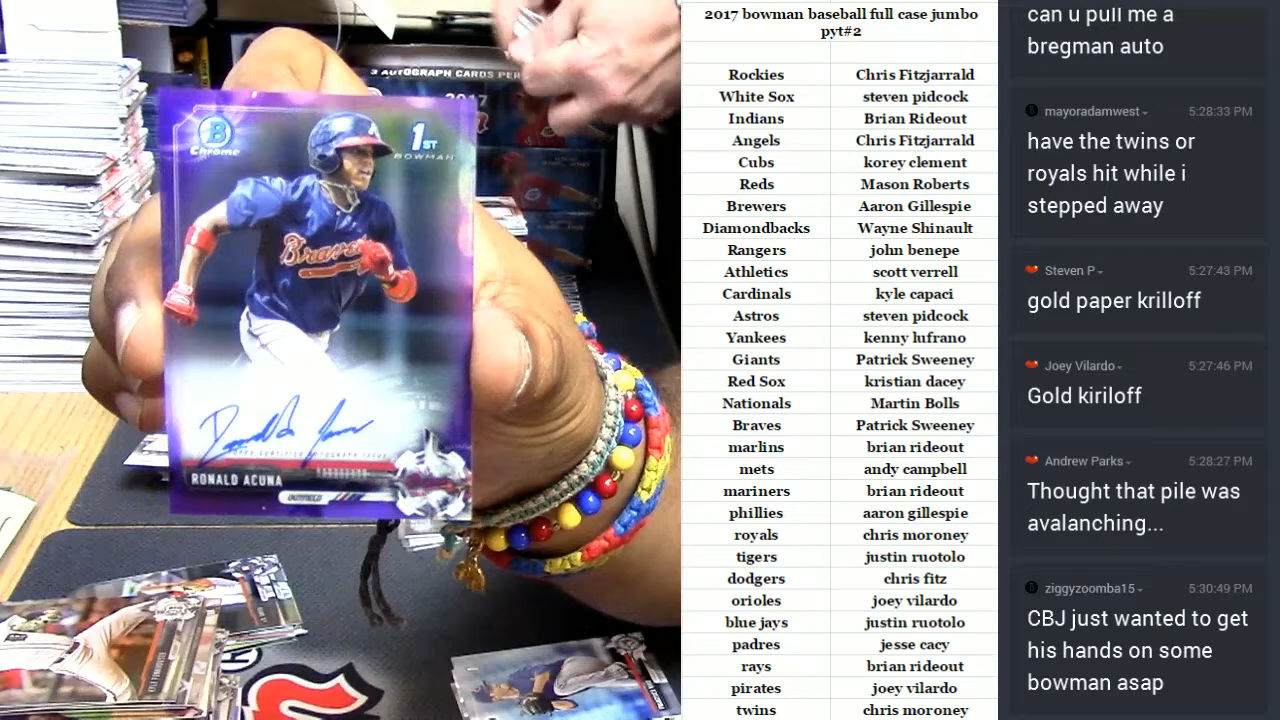 3 AUTOGRAPH CARDS PER
2017
B
Chrome
1ST
BOWMAN
Braves
RONALD ACUNA
OUTFIELD
2017 bowman baseball full case jumbo
pyt#2
Rockies Chris Fitzjarrald
White Sox steven pidcock
Indians Brian Rideout
Angels Chris Fitzjarrald
Cubs korey clement
Reds Mason Roberts
Brewers Aaron Gillespie
Diamondbacks Wayne Shinault
Rangers john benepe
Athletics scott verrell
Cardinals kyle capaci
Astros steven pidcock
Yankees kenny lufrano
Giants Patrick Sweeney
Red Sox kristian dacey
Nationals Martin Bolls
Braves Patrick Sweeney
marlins brian rideout
mets andy campbell
mariners brian rideout
phillies aaron gillespie
royals chris moroney
tigers justin ruotolo
dodgers chris fitz
orioles joey vilardo
blue jays justin ruotolo
padres jesse cacy
rays brian rideout
pirates joey vilardo
twins chris moroney
can u pull me a
bregman auto
mayoradamwest 5:28:33 PM
have the twins or
royals hit while i
stepped away
Steven P 5:27:43 PM
gold paper krilloff
Joey Vilardo 5:27:46 PM
Gold kiriloff
Andrew Parks 5:28:27 PM
Thought that pile was
avalanching...
ziggyzoomba15 5:30:49 PM
CBJ just wanted to get
his hands on some
bowman asap